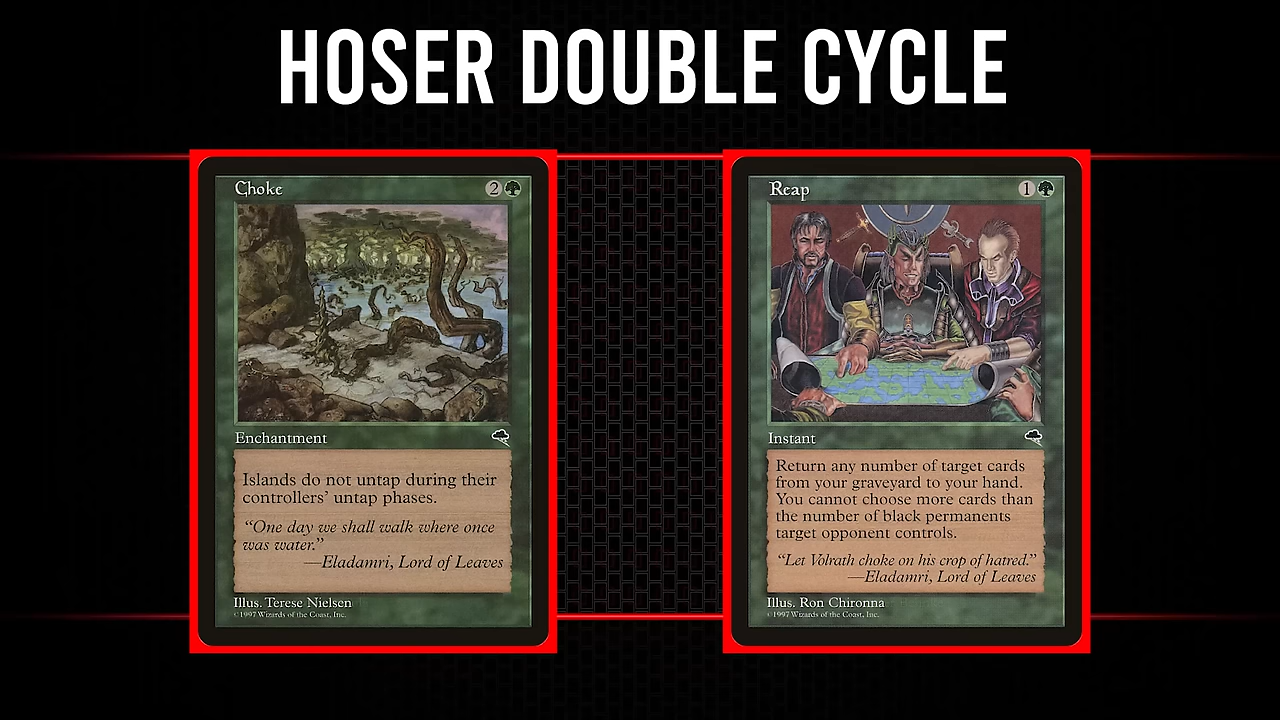 HOSER DOUBLE CYCLE
Choke 2
Enchantment
Islands do not untap during their
controllers' untap phases.
"One day we shall walk where once
was water."
—Eladamri, Lord of Leaves
Illus. Terese Nielsen
©1997 Wizards of the Coast, Inc.
Reap 1
Instant
Return any number of target cards
from your graveyard to your hand.
You cannot choose more cards than
the number of black permanents
target opponent controls.
"Let Volrath choke on his crop of hatred."
—Eladamri, Lord of Leaves
Illus. Ron Chironna
©1997 Wizards of the Coast, Inc.